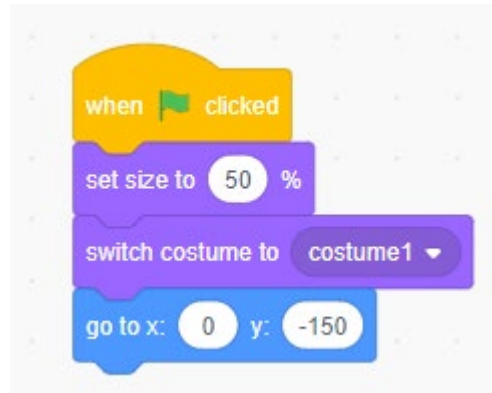 when clicked
set size to 50 %
switch costume to costume1
go to x: 0 y: -150